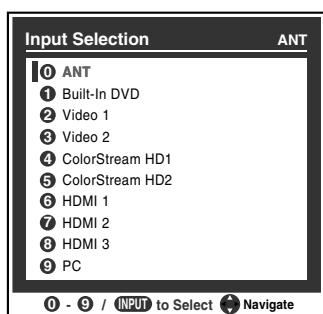 Input Selection ANT
0 ANT
1 Built-In DVD
2 Video 1
3 Video 2
4 ColorStream HD1
5 ColorStream HD2
6 HDMI 1
7 HDMI 2
8 HDMI 3
9 PC
0 - 9 / INPUT to Select Navigate